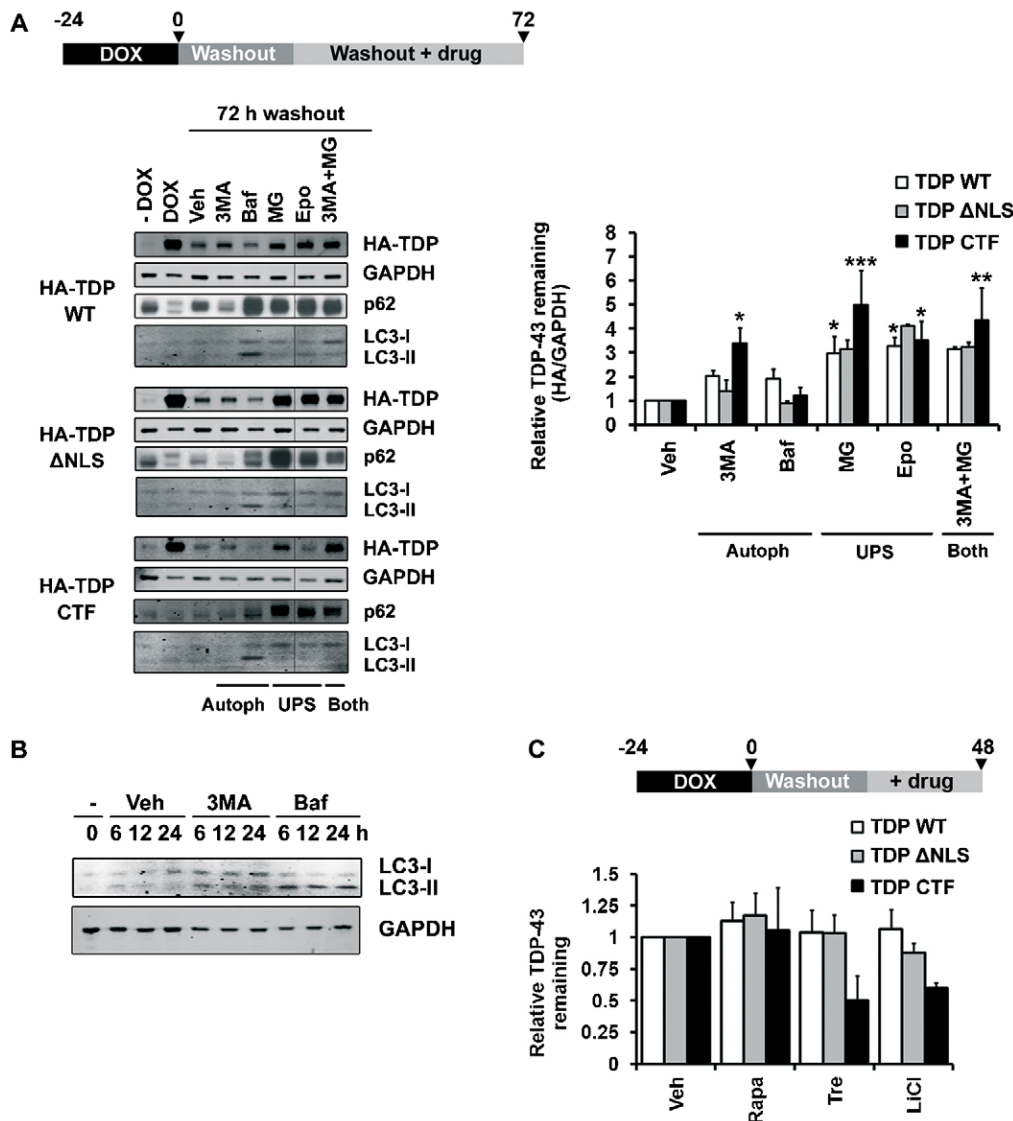 A
-24 0 72
DOX Washout Washout + drug
72 h washout
- DOX DOX Veh 3MA Baf MG Epo 3MA+MG
HA-TDP WT
HA-TDP
GAPDH
p62
LC3-I
LC3-II
HA-TDP ΔNLS
HA-TDP
GAPDH
p62
LC3-I
LC3-II
HA-TDP CTF
HA-TDP
GAPDH
p62
LC3-I
LC3-II
Autoph UPS Both
TDP WT
TDP ΔNLS
TDP CTF
Relative TDP-43 remaining
(HA/GAPDH)
8
7
6
5
4
3
2
1
0
* * *** * * **
Veh 3MA Baf MG Epo 3MA+MG
Autoph UPS Both
B
- Veh 3MA Baf
0 6 12 24 6 12 24 6 12 24 h
LC3-I
LC3-II
GAPDH
C
-24 0 48
DOX Washout + drug
TDP WT
TDP ΔNLS
TDP CTF
Relative TDP-43
remaining
1.5
1.25
1
0.75
0.5
0.25
0
Veh Rapa Tre LiCl